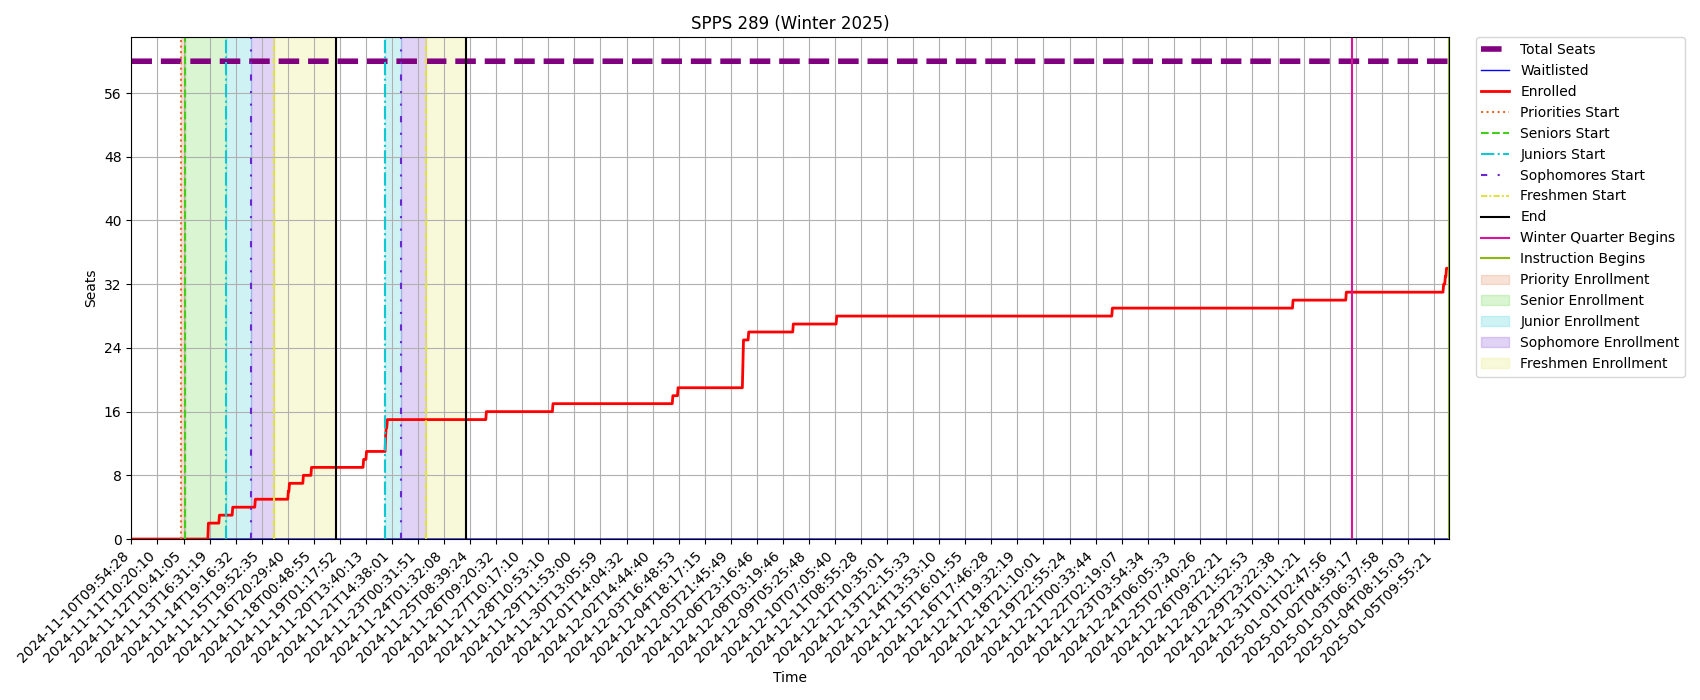 SPPS 289 (Winter 2025)
Seats
56
48
40
32
24
16
8
0
2024-11-10T09:54:28
2024-11-11T10:20:10
2024-11-12T10:41:05
2024-11-13T16:31:19
2024-11-14T19:16:32
2024-11-15T19:52:35
2024-11-16T20:29:40
2024-11-18T00:48:55
2024-11-19T01:17:52
2024-11-20T13:40:13
2024-11-21T14:38:01
2024-11-23T00:31:51
2024-11-24T01:32:08
2024-11-25T08:39:24
2024-11-26T09:20:32
2024-11-27T10:17:10
2024-11-28T10:53:10
2024-11-29T11:53:00
2024-11-30T13:05:59
2024-12-01T14:04:32
2024-12-02T14:44:40
2024-12-03T16:48:53
2024-12-04T18:17:15
2024-12-05T21:45:49
2024-12-06T23:16:46
2024-12-08T03:19:46
2024-12-09T05:25:48
2024-12-10T07:05:40
2024-12-11T08:55:28
2024-12-12T10:35:01
2024-12-13T12:15:33
2024-12-14T13:53:10
2024-12-15T16:01:55
2024-12-16T17:46:28
2024-12-17T19:32:19
2024-12-18T21:10:01
2024-12-19T22:55:24
2024-12-21T00:33:44
2024-12-22T02:19:07
2024-12-23T03:54:34
2024-12-24T06:05:33
2024-12-25T07:40:26
2024-12-26T09:22:21
2024-12-28T21:52:53
2024-12-29T23:22:38
2024-12-31T01:11:21
2025-01-01T02:47:56
2025-01-02T04:59:17
2025-01-03T06:37:58
2025-01-04T08:15:03
2025-01-05T09:55:21
Time
Total Seats
Waitlisted
Enrolled
Priorities Start
Seniors Start
Juniors Start
Sophomores Start
Freshmen Start
End
Winter Quarter Begins
Instruction Begins
Priority Enrollment
Senior Enrollment
Junior Enrollment
Sophomore Enrollment
Freshmen Enrollment